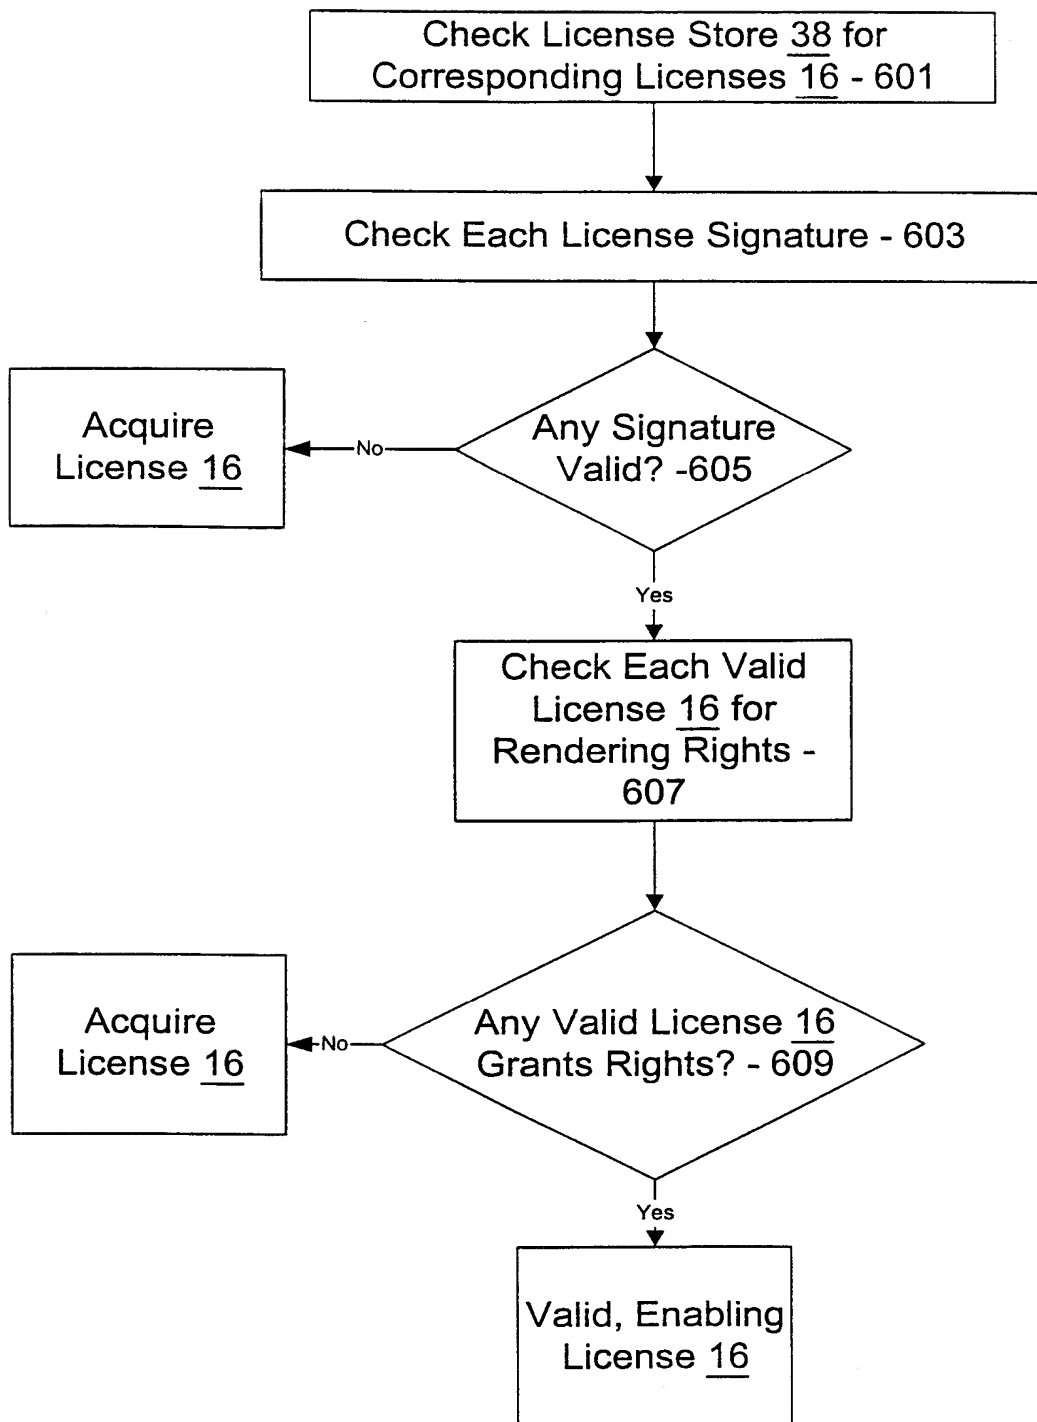 Check License Store 38 for
Corresponding Licenses 16 - 601
Check Each License Signature - 603
Any Signature
Valid? -605
No
Acquire
License 16
Yes
Check Each Valid
License 16 for
Rendering Rights -
607
Any Valid License 16
Grants Rights? - 609
No
Acquire
License 16
Yes
Valid, Enabling
License 16